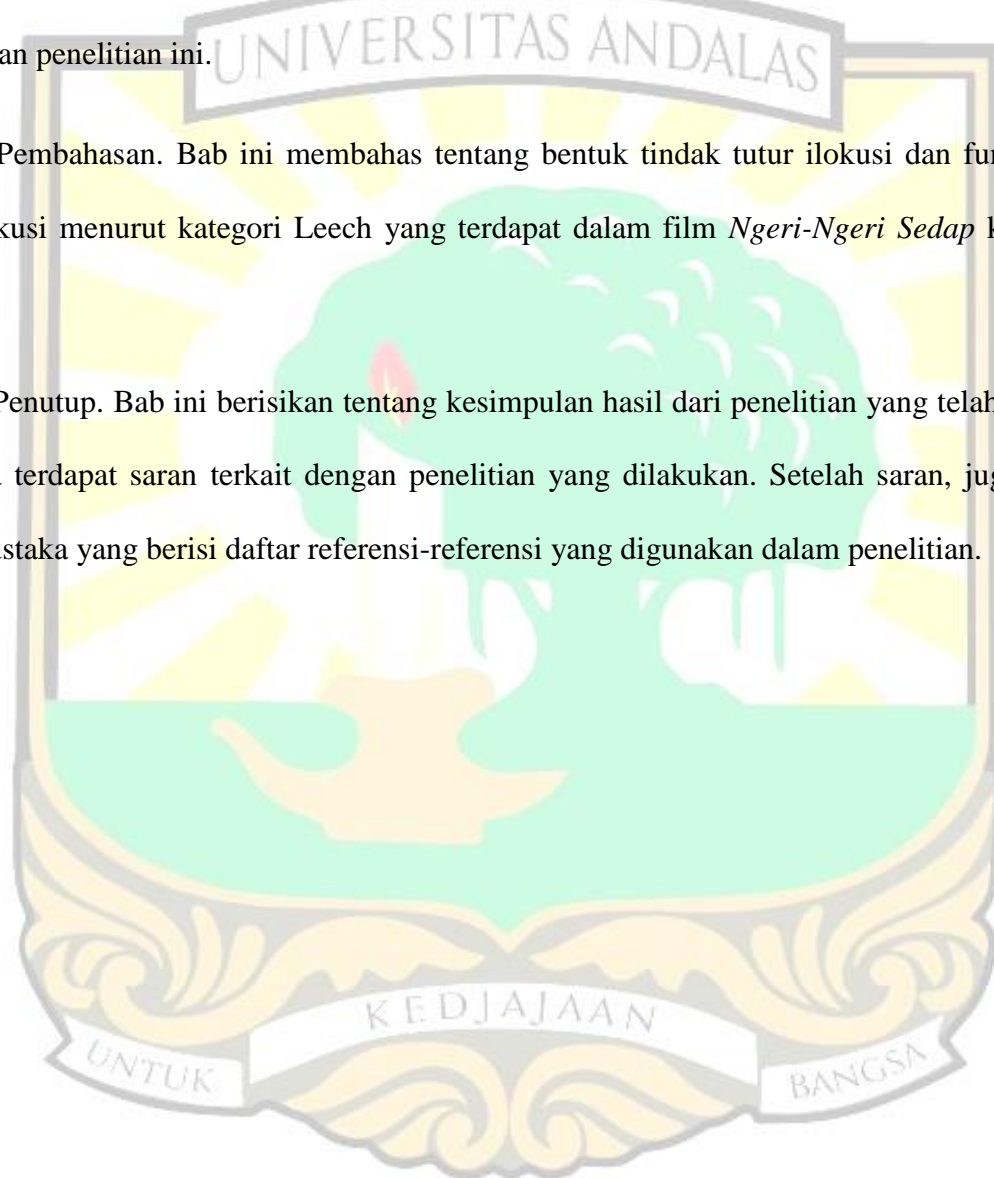 UNIVERSITAS ANDALAS
an penelitian ini.
Pembahasan. Bab ini membahas tentang bentuk tindak tutur ilokusi dan fu
kusi menurut kategori Leech yang terdapat dalam film Ngeri-Ngeri Sedap k
Penutup. Bab ini berisikan tentang kesimpulan hasil dari penelitian yang telah
terdapat saran terkait dengan penelitian yang dilakukan. Setelah saran, jug
ustaka yang berisi daftar referensi-referensi yang digunakan dalam penelitian.
KEDJAJAAN
UNTUK
BANGSA